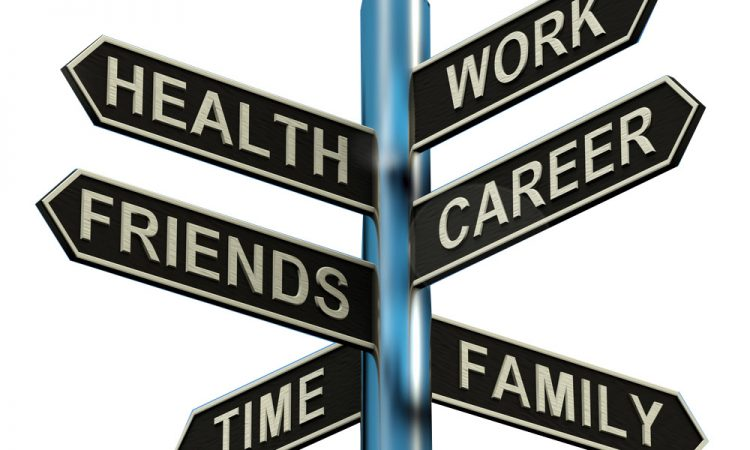 WORK
HEALTH
CAREER
FRIENDS
FAMILY
TIME